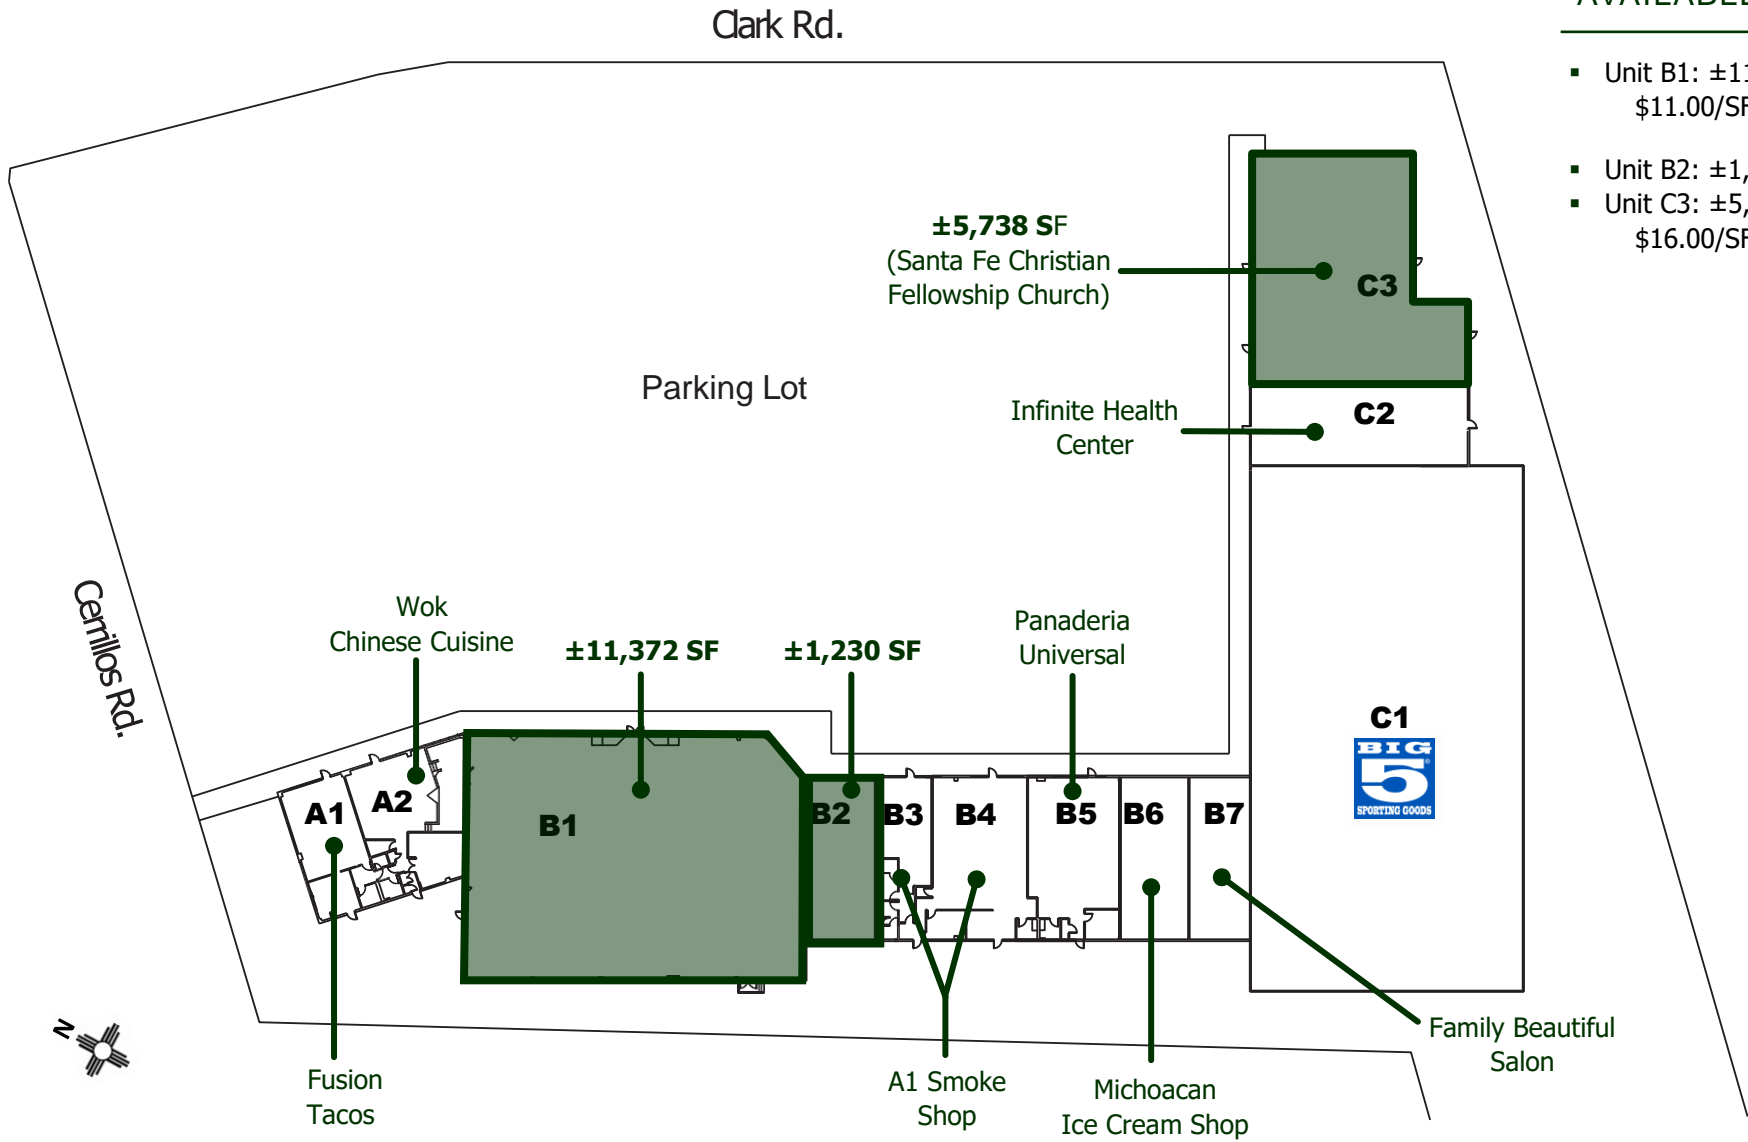 Clark Rd.
Unit B1: ±11
$11.00/SF
Unit B2: ±1,
Unit C3: ±5,
$16.00/SF
±5,738 SF
(Santa Fe Christian
Fellowship Church)
C3
Parking Lot
Infinite Health
Center
C2
Cerrillos Rd.
Wok
Chinese Cuisine
±11,372 SF
±1,230 SF
Panaderia
Universal
C1
BIG
5
SPORTING GOODS
A1
A2
B1
B2
B3
B4
B5
B6
B7
N
Fusion
Tacos
A1 Smoke
Shop
Michoacan
Ice Cream Shop
Family Beautiful
Salon